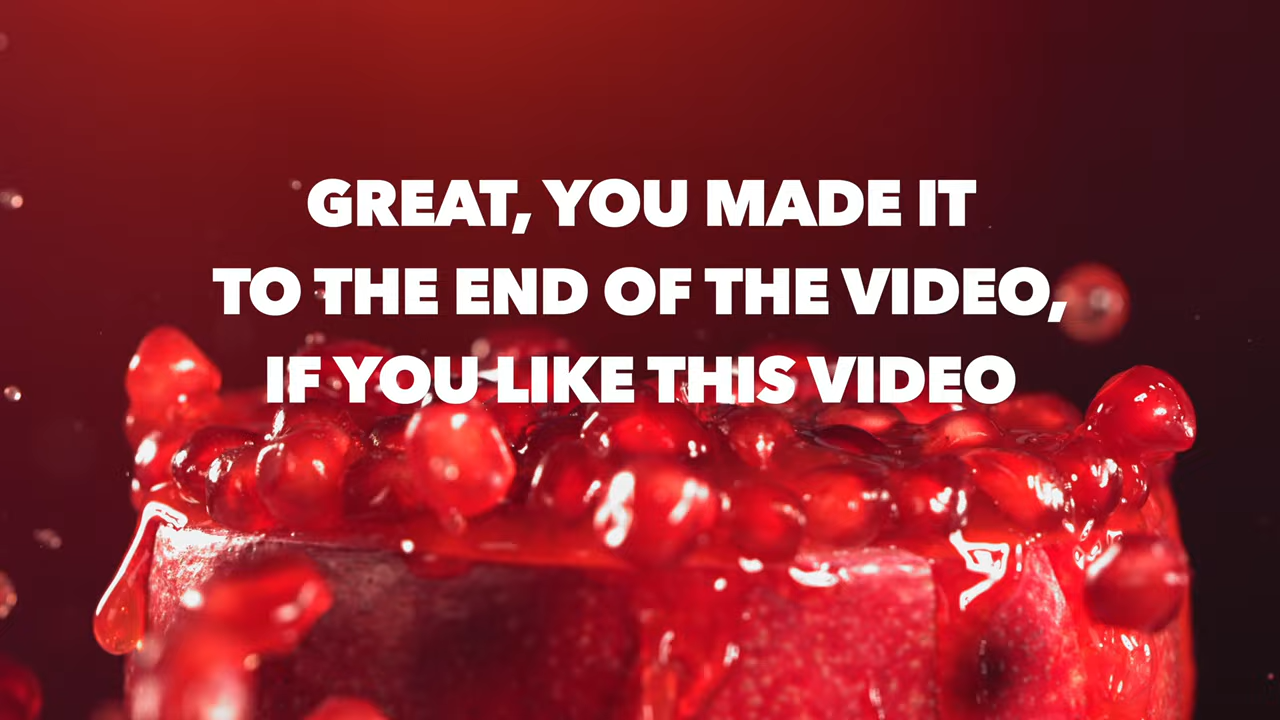 GREAT, YOU MADE IT
TO THE END OF THE VIDEO,
IF YOU LIKE THIS VIDEO